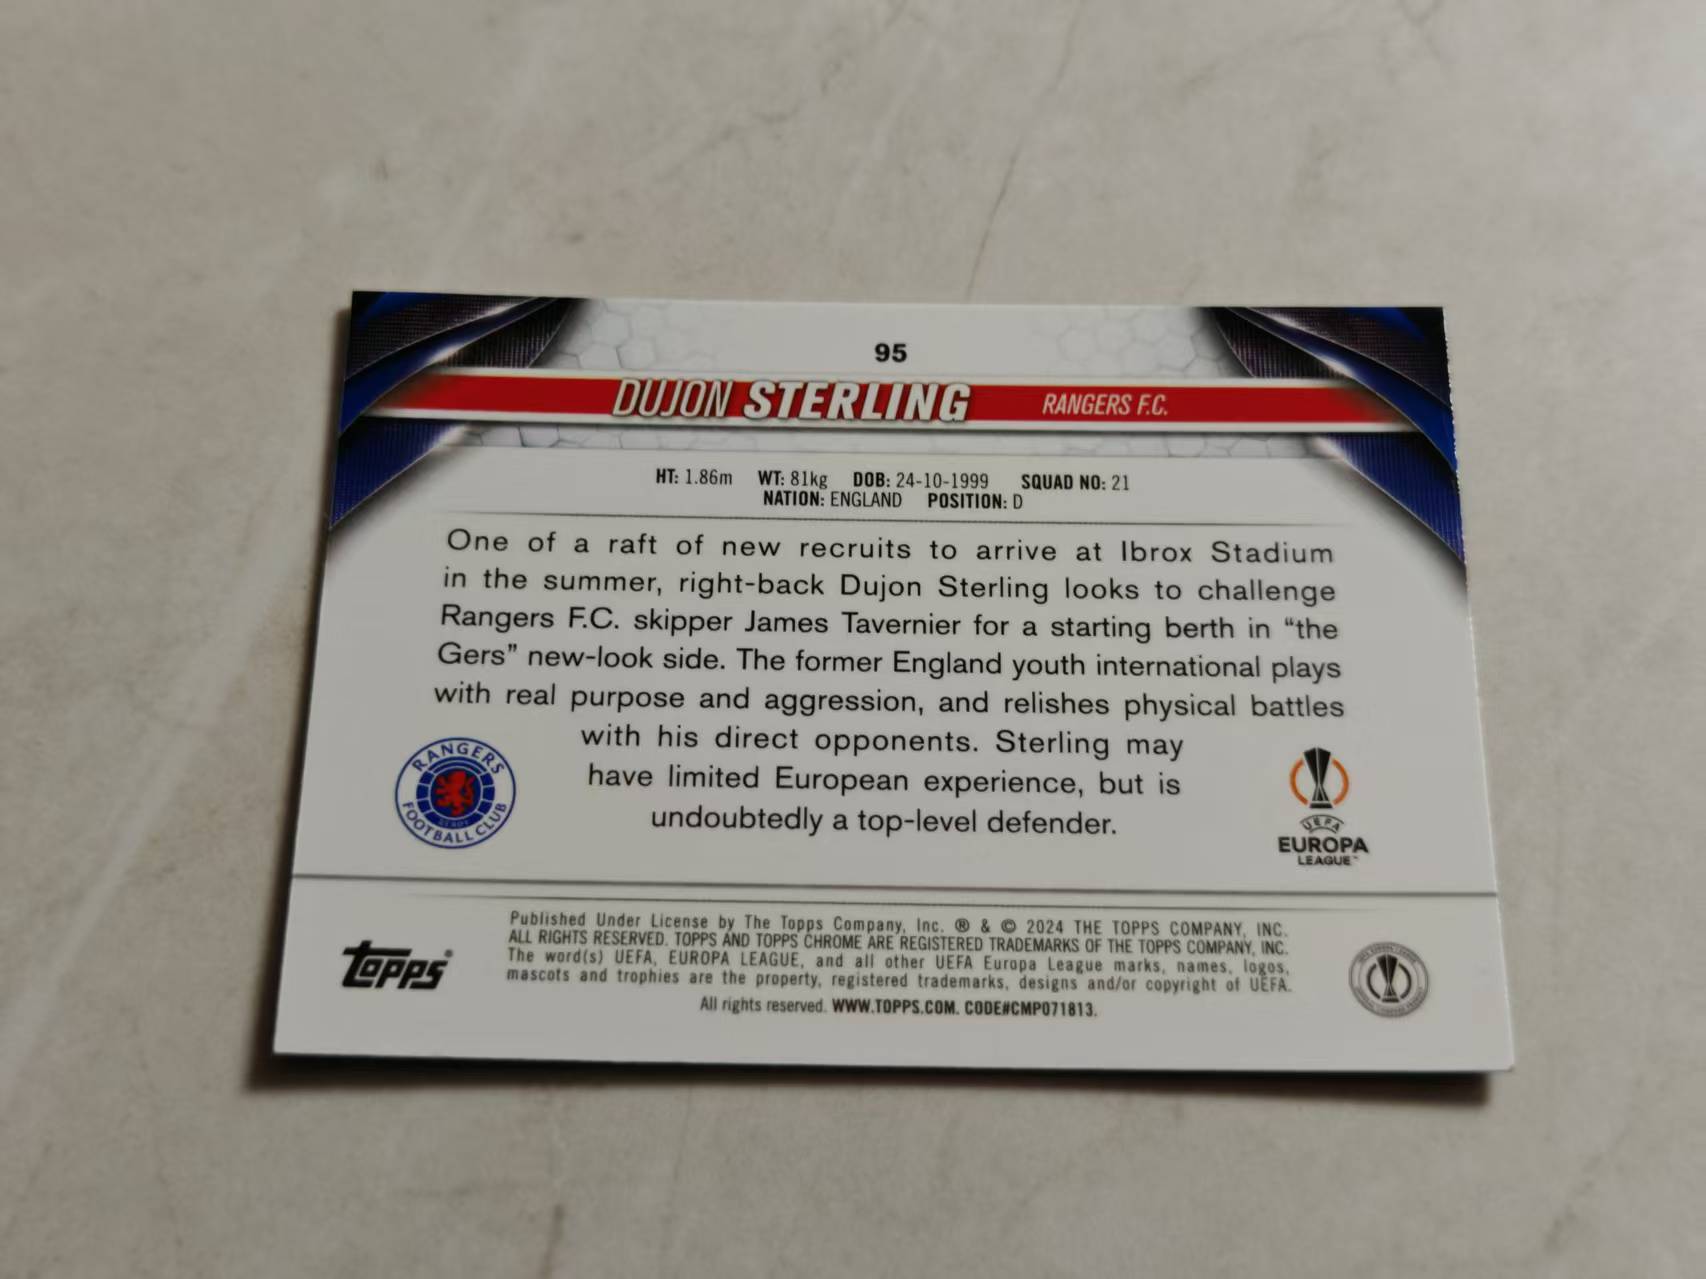 95
DUJON STERLING RANGERS F.C.
HT: 1.86m WT: 81kg DOB: 24-10-1999 SQUAD NO: 21
NATION: ENGLAND POSITION: D
One of a raft of new recruits to arrive at Ibrox Stadium
in the summer, right-back Dujon Sterling looks to challenge
Rangers F.C. skipper James Tavernier for a starting berth in “the
Gers” new-look side. The former England youth international plays
with real purpose and aggression, and relishes physical battles
with his direct opponents. Sterling may
have limited European experience, but is
undoubtedly a top-level defender.
RANGERS
FOOTBALL CLUB
READY
UEFA
EUROPA
LEAGUE™
topps®
Published Under License by The Topps Company, Inc. ® & © 2024 THE TOPPS COMPANY, INC.
ALL RIGHTS RESERVED. TOPPS AND TOPPS CHROME ARE REGISTERED TRADEMARKS OF THE TOPPS COMPANY, INC.
The word(s) UEFA, EUROPA LEAGUE, and all other UEFA Europa League marks, names, logos,
mascots and trophies are the property, registered trademarks, designs and/or copyright of UEFA.
All rights reserved. WWW.TOPPS.COM. CODE#CMP071813.